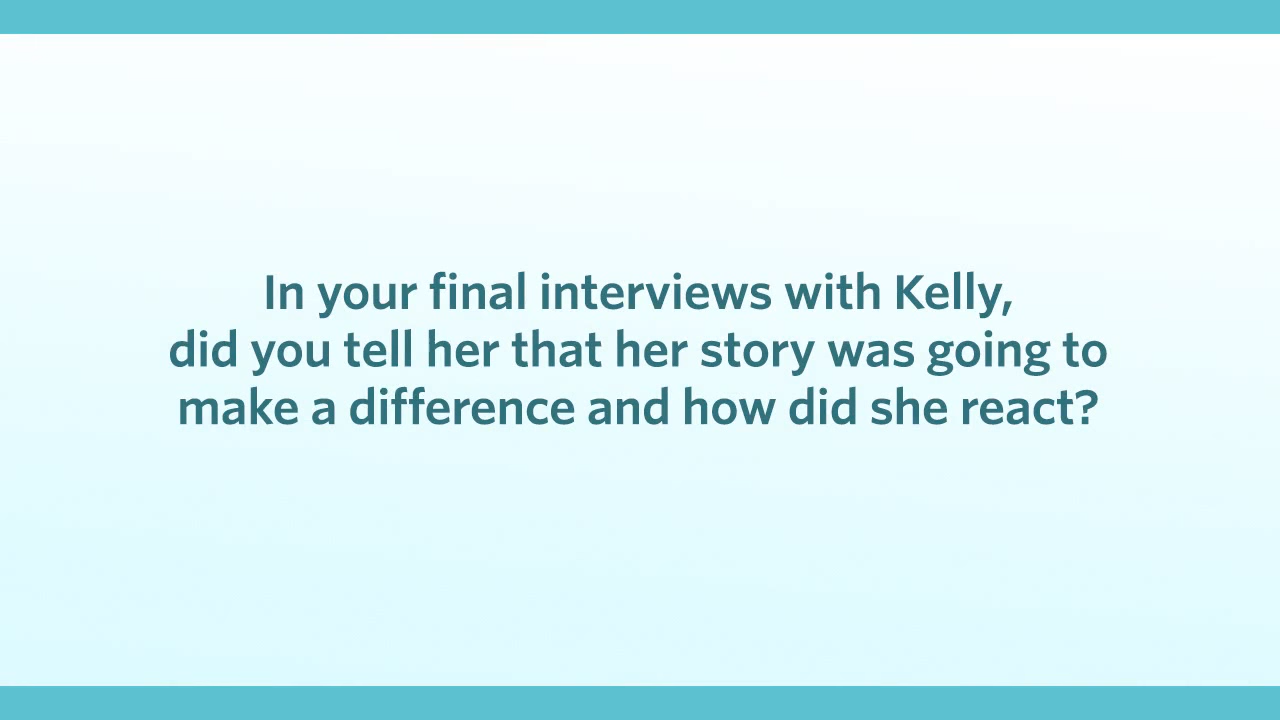 In your final interviews with Kelly,
did you tell her that her story was going to
make a difference and how did she react?